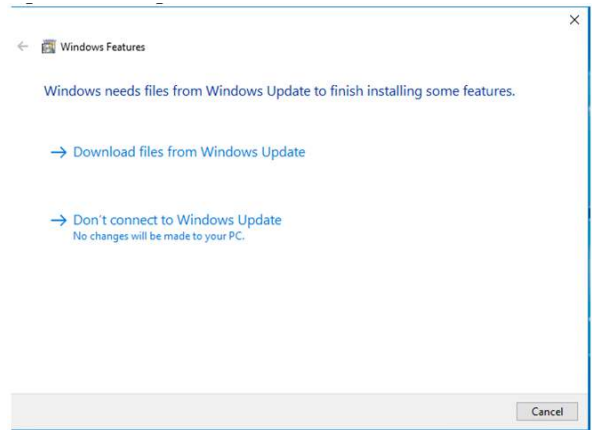 Windows Features
Windows needs files from Windows Update to finish installing some features.
Download files from Windows Update
Don't connect to Windows Update
No changes will be made to your PC.
Cancel